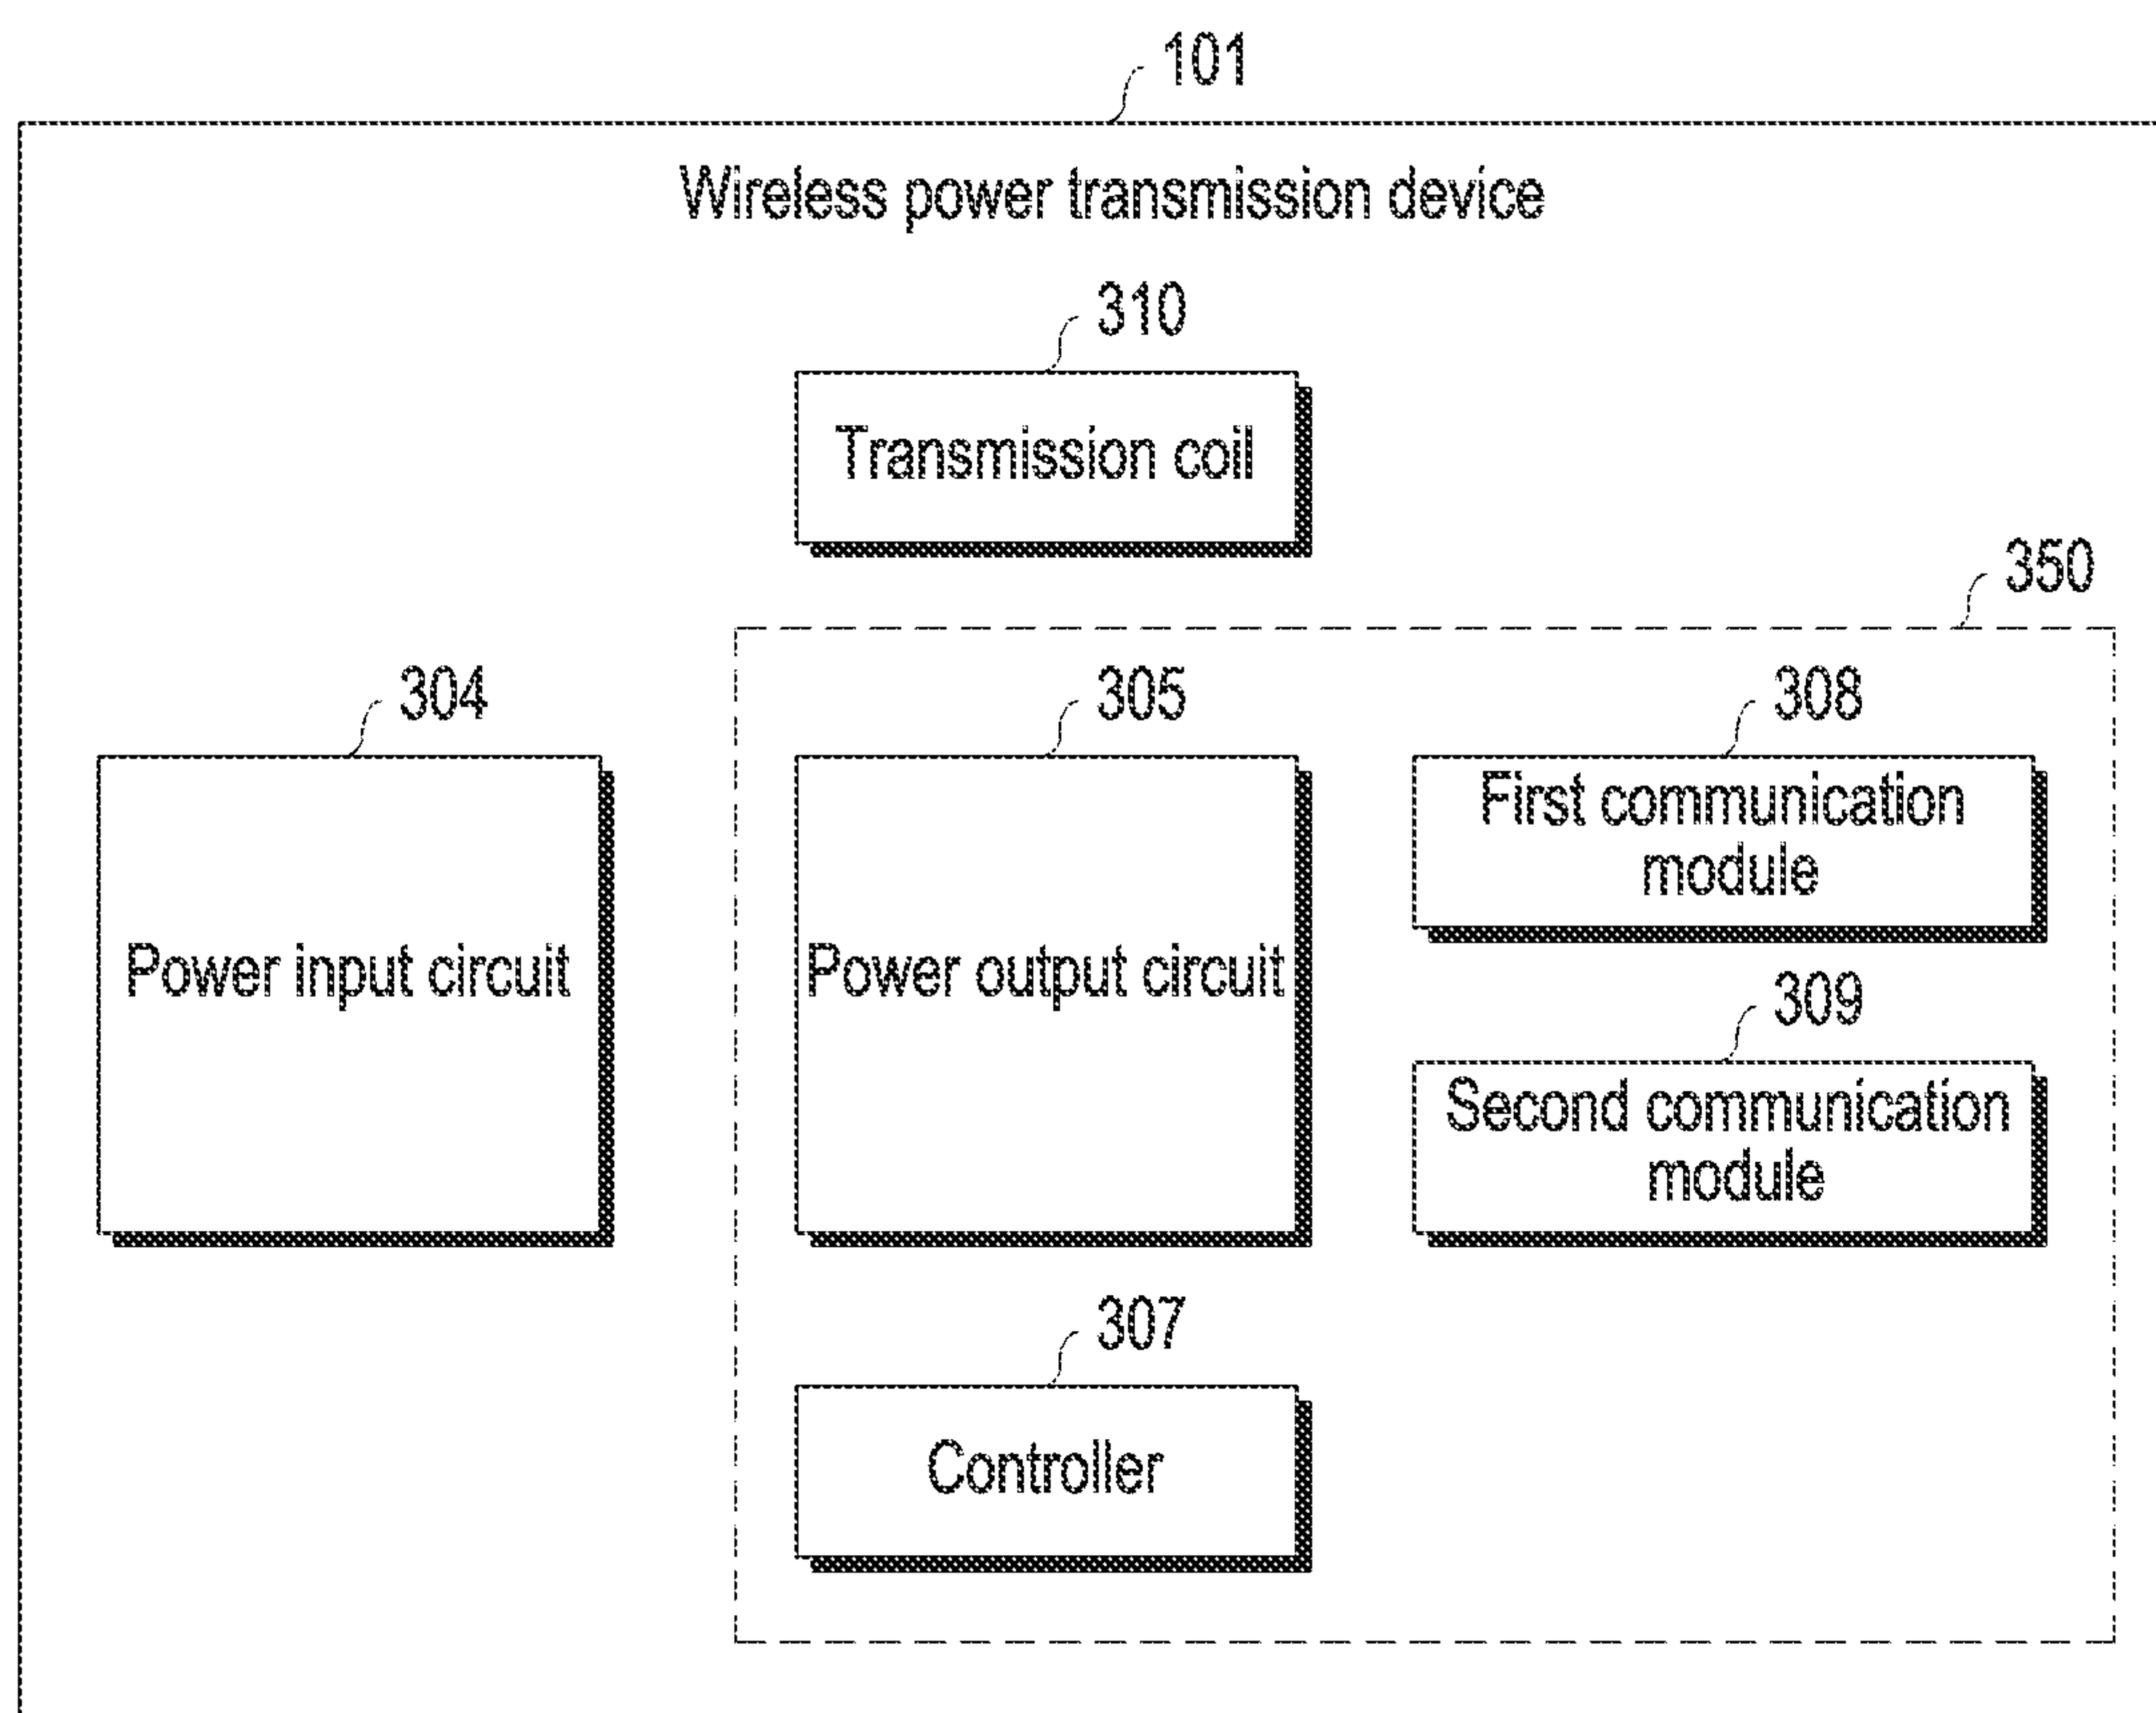 101
Wireless power transmission device
310
Transmission coil
350
304
Power input circuit
305
Power output circuit
308
First communication
module
309
Second communication
module
307
Controller